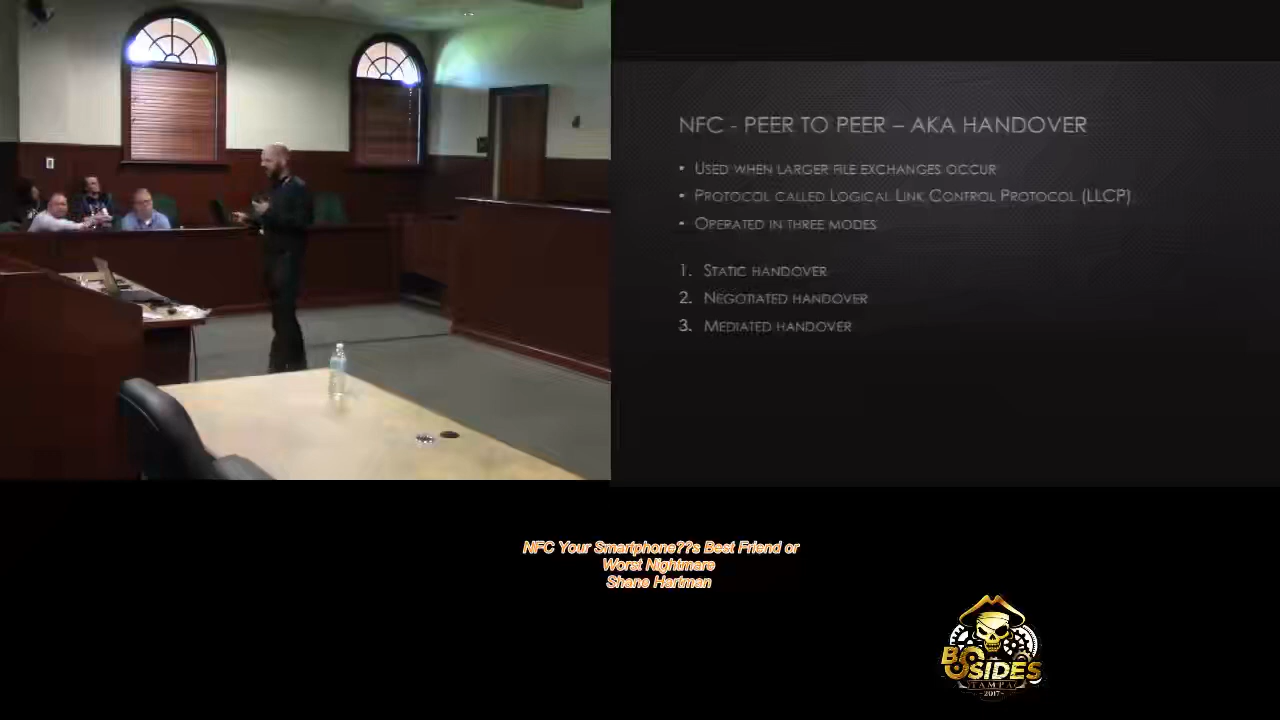 NFC - PEER TO PEER – AKA HANDOVER
• USED WHEN LARGER FILE EXCHANGES OCCUR
• PROTOCOL CALLED LOGICAL LINK CONTROL PROTOCOL (LLCP)
• OPERATED IN THREE MODES
1. STATIC HANDOVER
2. NEGOTIATED HANDOVER
3. MEDIATED HANDOVER
NFC Your Smartphone??s Best Friend or
Worst Nightmare
Shane Hartman
BSIDES
TAMPA
-2017-